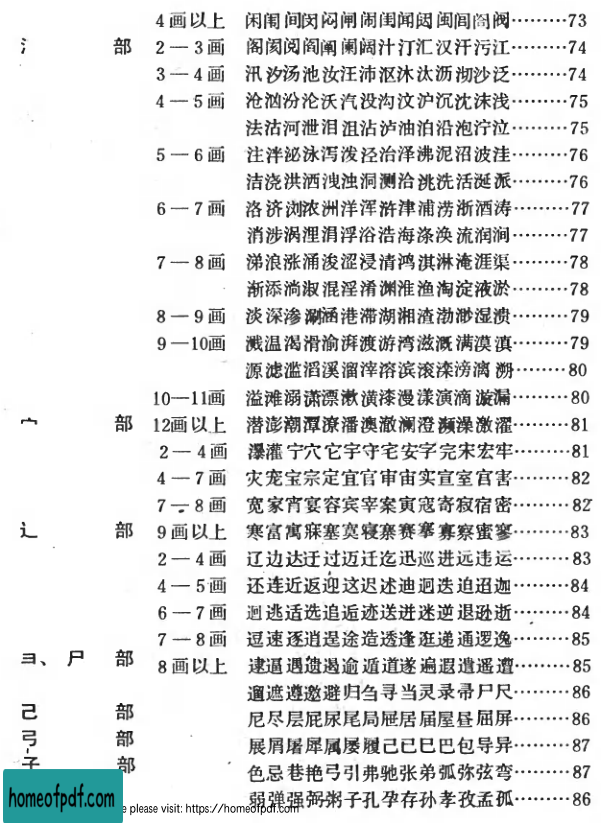 4画以上 闲闹间闵闷闸闹闺闻闼闽闾阁阀………73
氵 部 2—3画 阁阂阅阎阐阑阔汁汀汇汉汗污江………74
3—4画 汛汐汤池汝汪沛沤沐汰沥沏沙泛………74
4—5画 沧汹汾沦沃汽没沟汶沪沉沈沫浅………75
法沽河泄泪沮沾泸油泊沿泡泞泣………75
5—6画 注泮泌泳泻泼泾治泽沸泥沼波洼………76
洁浇洪洒洩浊洞测洽洮洗活涎派………76
6—7画 洛济浏浓洲洋浑浒津浦涝浙酒涛………77
消涉涡浬涓浮浴浩海涤涣流润涧………77
7—8画 涕浪涨涌浚涩浸清鸿淇淋淹涯渠………78
渐添淌淑混淫淆渊淮渔淘淀液淤………78
8—9画 淡深渗涮涵港滞湖湘渣渤渺湿溃………79
9—10画 溅温渴滑渝湃渡游湾滋溉满漠滇………79
源滤滥滔溪溜滓溶滨滚滦滂漓溯………80
10—11画 溢滩溺潇漂漱潢漆漫漾演滴漩漏………80
宀 部 12画以上 潜澎潮潭潦潘澳澈澜澄濒澡激濯………81
2—4画 瀑灌宁穴它宇守宅安字完宋宏牢………81
4—7画 灾宠宝宗定宜官审宙实宣室宫害………82
7—8画 宽家宵宴容宾宰案寅寇寄寂宿密………82
辶 部 9画以上 寒富寓寐塞寞寝寨赛搴寡察蜜寥………83
2—4画 辽边达迂过迈迁迄迅巡进远违运………83
4—5画 还连近返迎这迟述迪迥迭迫迢迦………84
6—7画 迴逃适选追逅迹送迸迷逆退逊逝………84
7—8画 逗速逐逍逞途造透逢逛递通逻逸………85
彐、尸 部 8画以上 逮逼遇遗遏逾遁道遂遍遐遒遥遭………85
遛遮遵邀避归刍寻当灵录帚尸尺………86
己 部 尼尽层屁尿尾局屉居届屋昼屈屏………86
弓 部 展屑屠犀属屡履己已巳巴包导异………87
子 部 色忌巷艳弓引弗驰张弟弧弥弦弯………87
弱弹强弼粥子孔孕存孙孝孜孟孤………86
homeofpdf.com
e please visit: https://homeofpdf.com